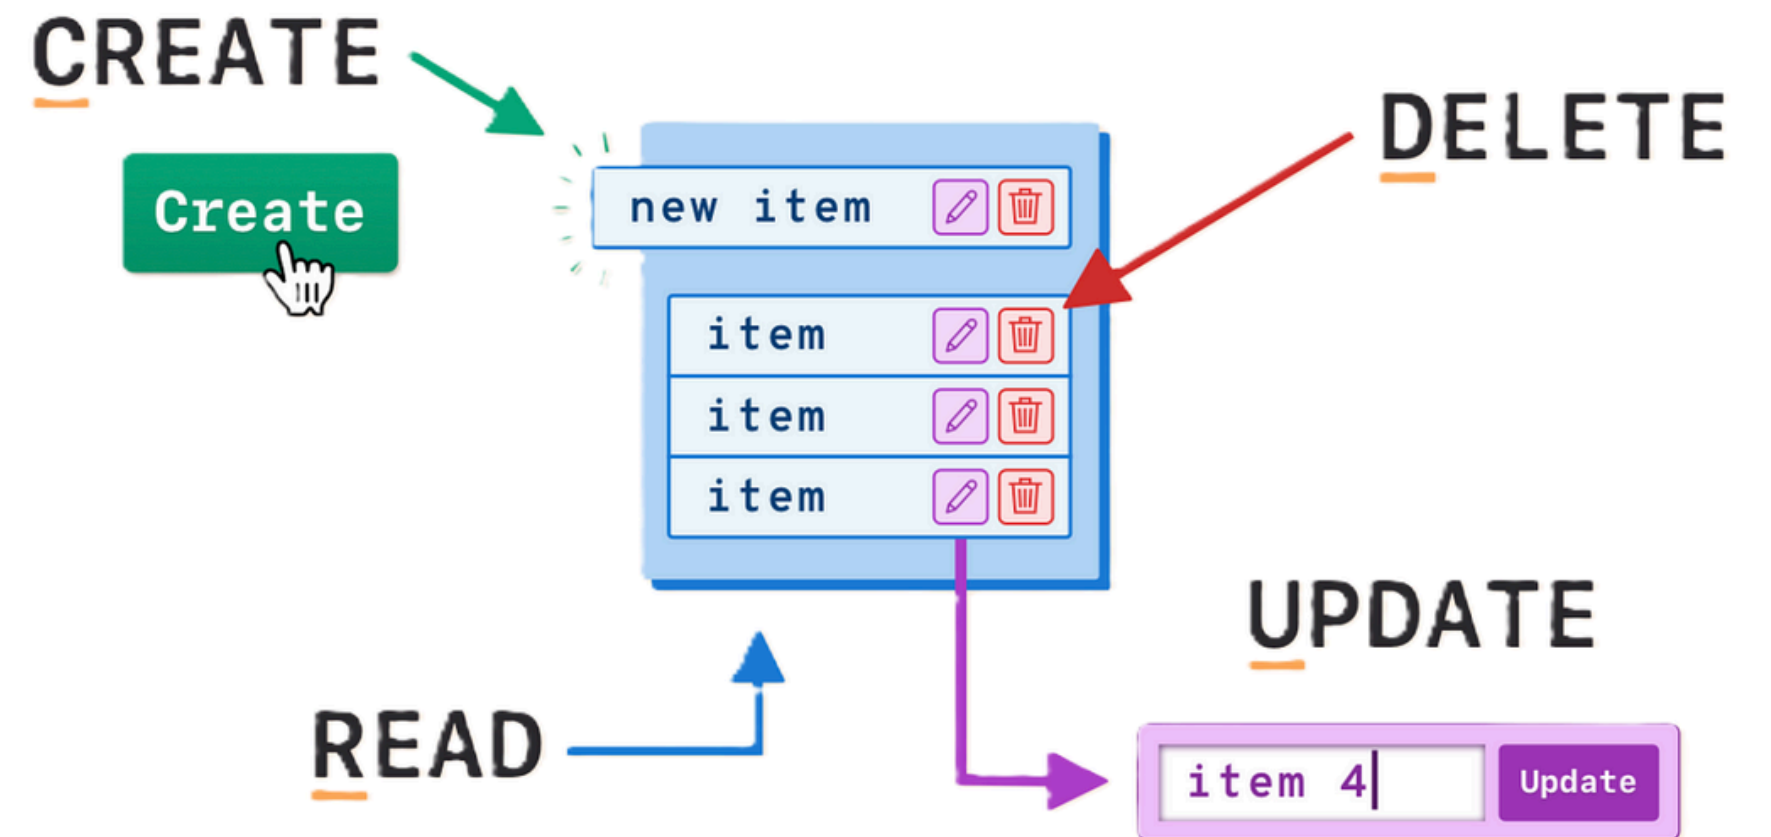 CREATE
Create
new item
item
item
item
DELETE
READ
UPDATE
item 4
Update